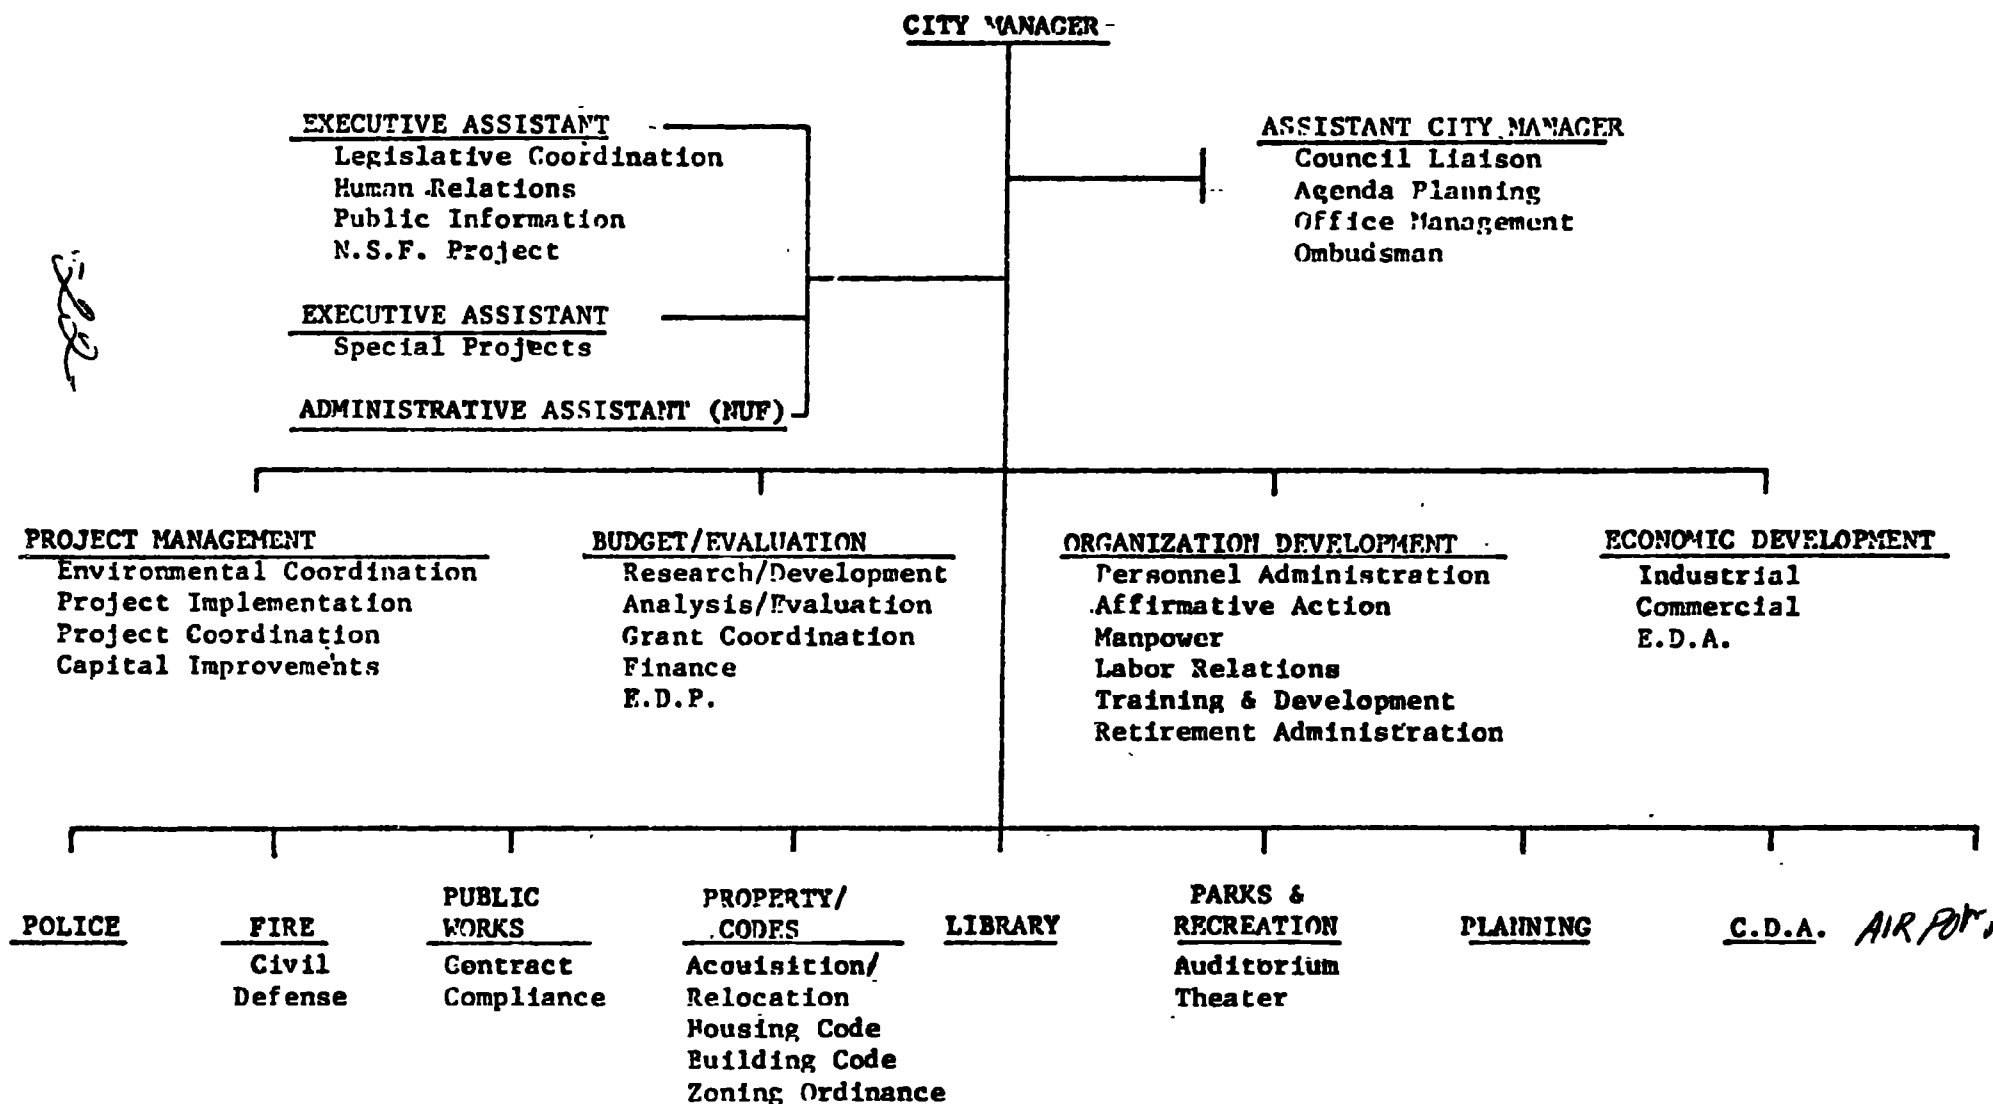 CITY MANAGER
EXECUTIVE ASSISTANT
Legislative Coordination
Human Relations
Public Information
N.S.F. Project
EXECUTIVE ASSISTANT
Special Projects
ADMINISTRATIVE ASSISTANT (NUF)
ASSISTANT CITY MANAGER
Council Liaison
Agenda Planning
Office Management
Ombudsman
PROJECT MANAGEMENT
Environmental Coordination
Project Implementation
Project Coordination
Capital Improvements
BUDGET/EVALUATION
Research/Development
Analysis/Evaluation
Grant Coordination
Finance
E.D.P.
ORGANIZATION DEVELOPMENT
Personnel Administration
Affirmative Action
Manpower
Labor Relations
Training & Development
Retirement Administration
ECONOMIC DEVELOPMENT
Industrial
Commercial
E.D.A.
POLICE
FIRE
Civil
Defense
PUBLIC
WORKS
Contract
Compliance
PROPERTY/
CODES
Acquisition/
Relocation
Housing Code
Building Code
Zoning Ordinance
LIBRARY
PARKS &
RECREATION
Auditorium
Theater
PLANNING
C.D.A.
AIRPORT